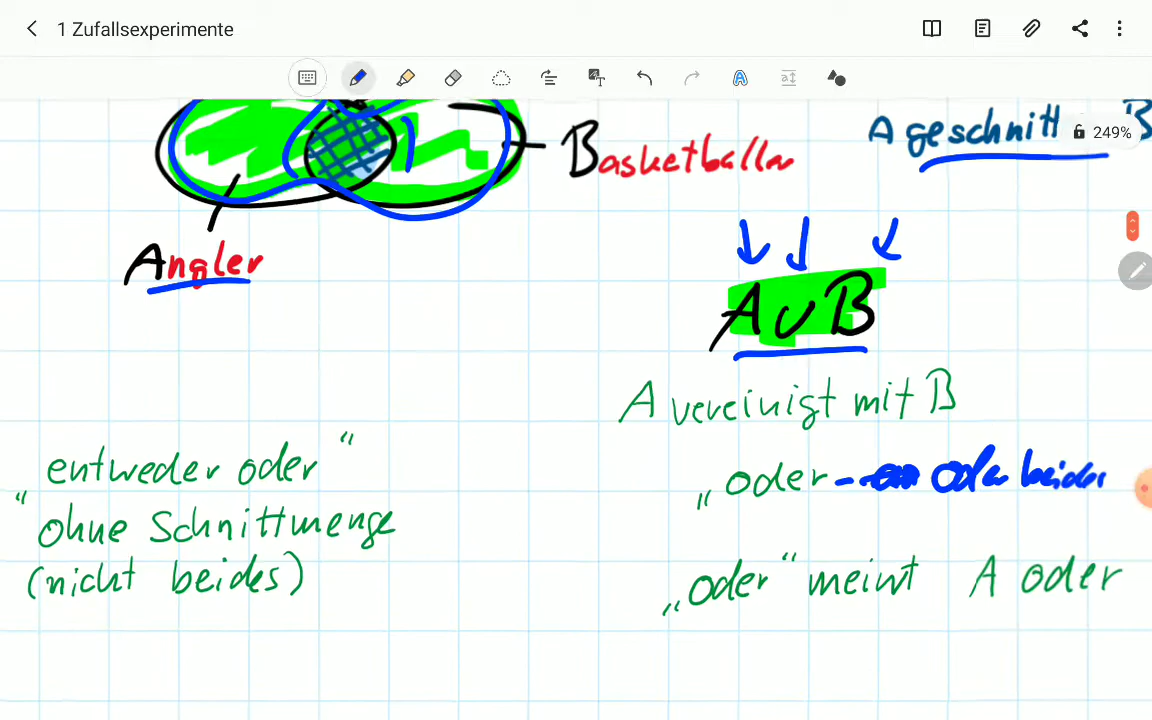 1 Zufallsexperimente
A geschnitt
249%
B
Basketballer
Angler
A∪B
A vereinigt mit B
"entweder oder"
„oder - oder beides
"ohne Schnittmenge
(nicht beides)
„oder" meint A oder